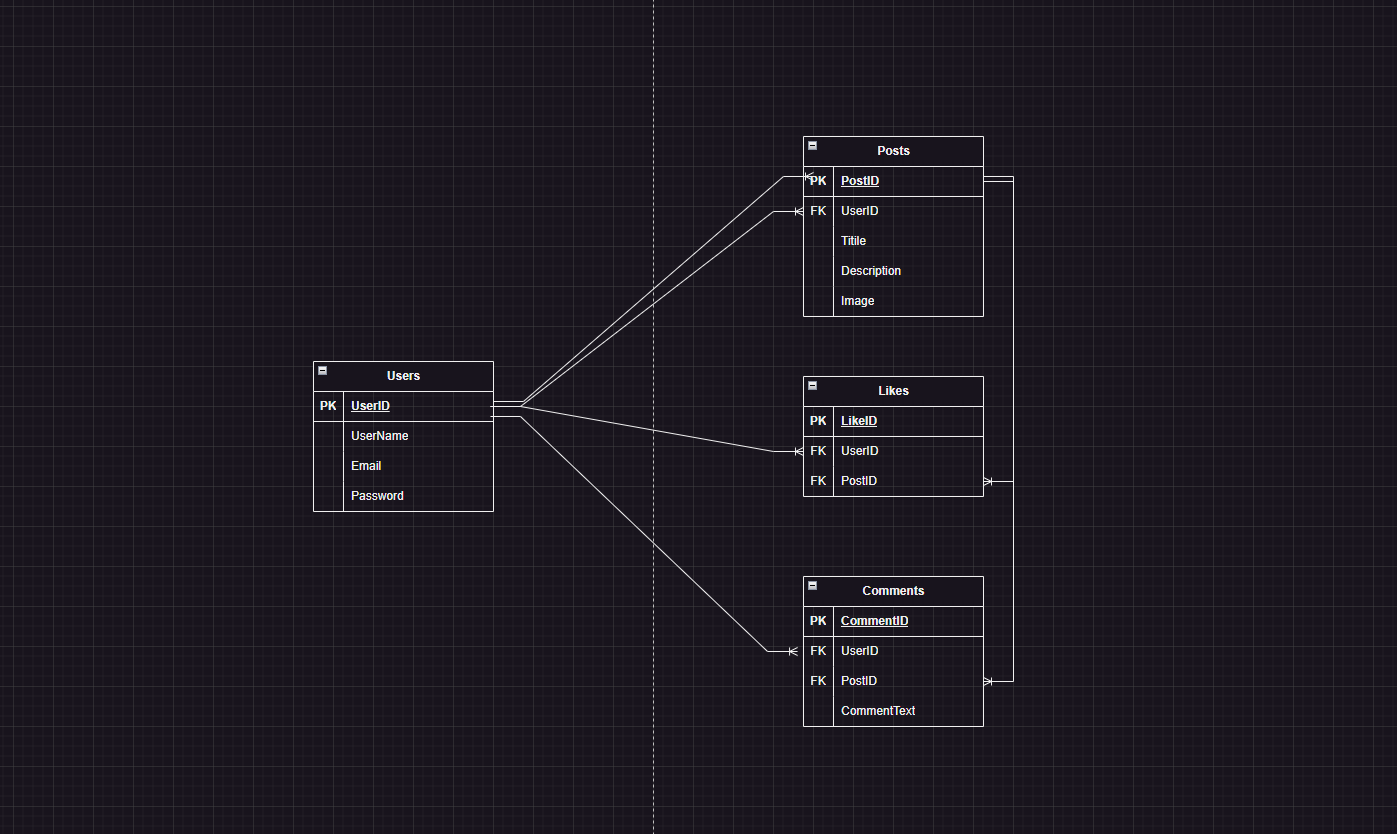 Posts
PK PostID
FK UserID
Titile
Description
Image
Users
PK UserID
UserName
Email
Password
Likes
PK LikeID
FK UserID
FK PostID
Comments
PK CommentID
FK UserID
FK PostID
CommentText